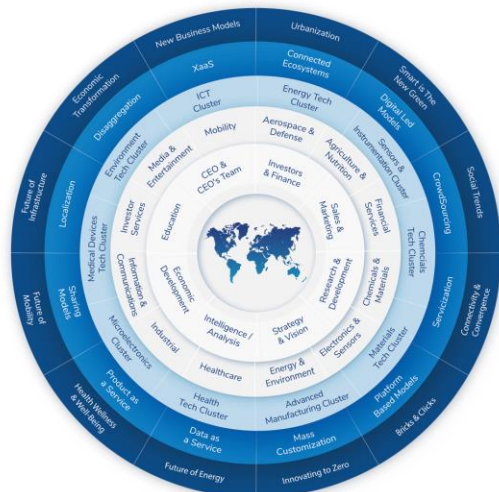 New Business Models
Urbanization
Smart is The
New Green
Social Trends
Connectivity &
Convergence
Bricks & Clicks
Innovating to Zero
Future of Energy
Health Wellness
& Well-Being
Future of
Mobility
Future of
Infrastructure
Economic
Transformation
XaaS
Connected
Ecosystems
Digital Led
Models
CrowdSourcing
Servicization
Platform
Based Models
Mass
Customization
Data as
a Service
Product as
a Service
Sharing
Models
Localization
Disaggregation
ICT
Cluster
Energy Tech
Cluster
Sensors &
Instrumentation Cluster
Chemcials
Tech Cluster
Materials
Tech Cluster
Advanced
Manufacturing Cluster
Health
Tech Cluster
Microelectronics
Cluster
Medical Devices
Tech Cluster
Environment
Tech Cluster
Mobility
Aerospace &
Defense
Agriculture &
Nutrition
Financial
Services
Chemicals &
Materials
Electronics &
Sensors
Energy &
Environment
Healthcare
Industrial
Information &
Communications
Investor
Services
Media &
Entertainment
CEO &
CEO's Team
Investors
& Finance
Sales &
Marketing
Research &
Development
Strategy
& Vision
Intelligence /
Analysis
Economic
Development
Education